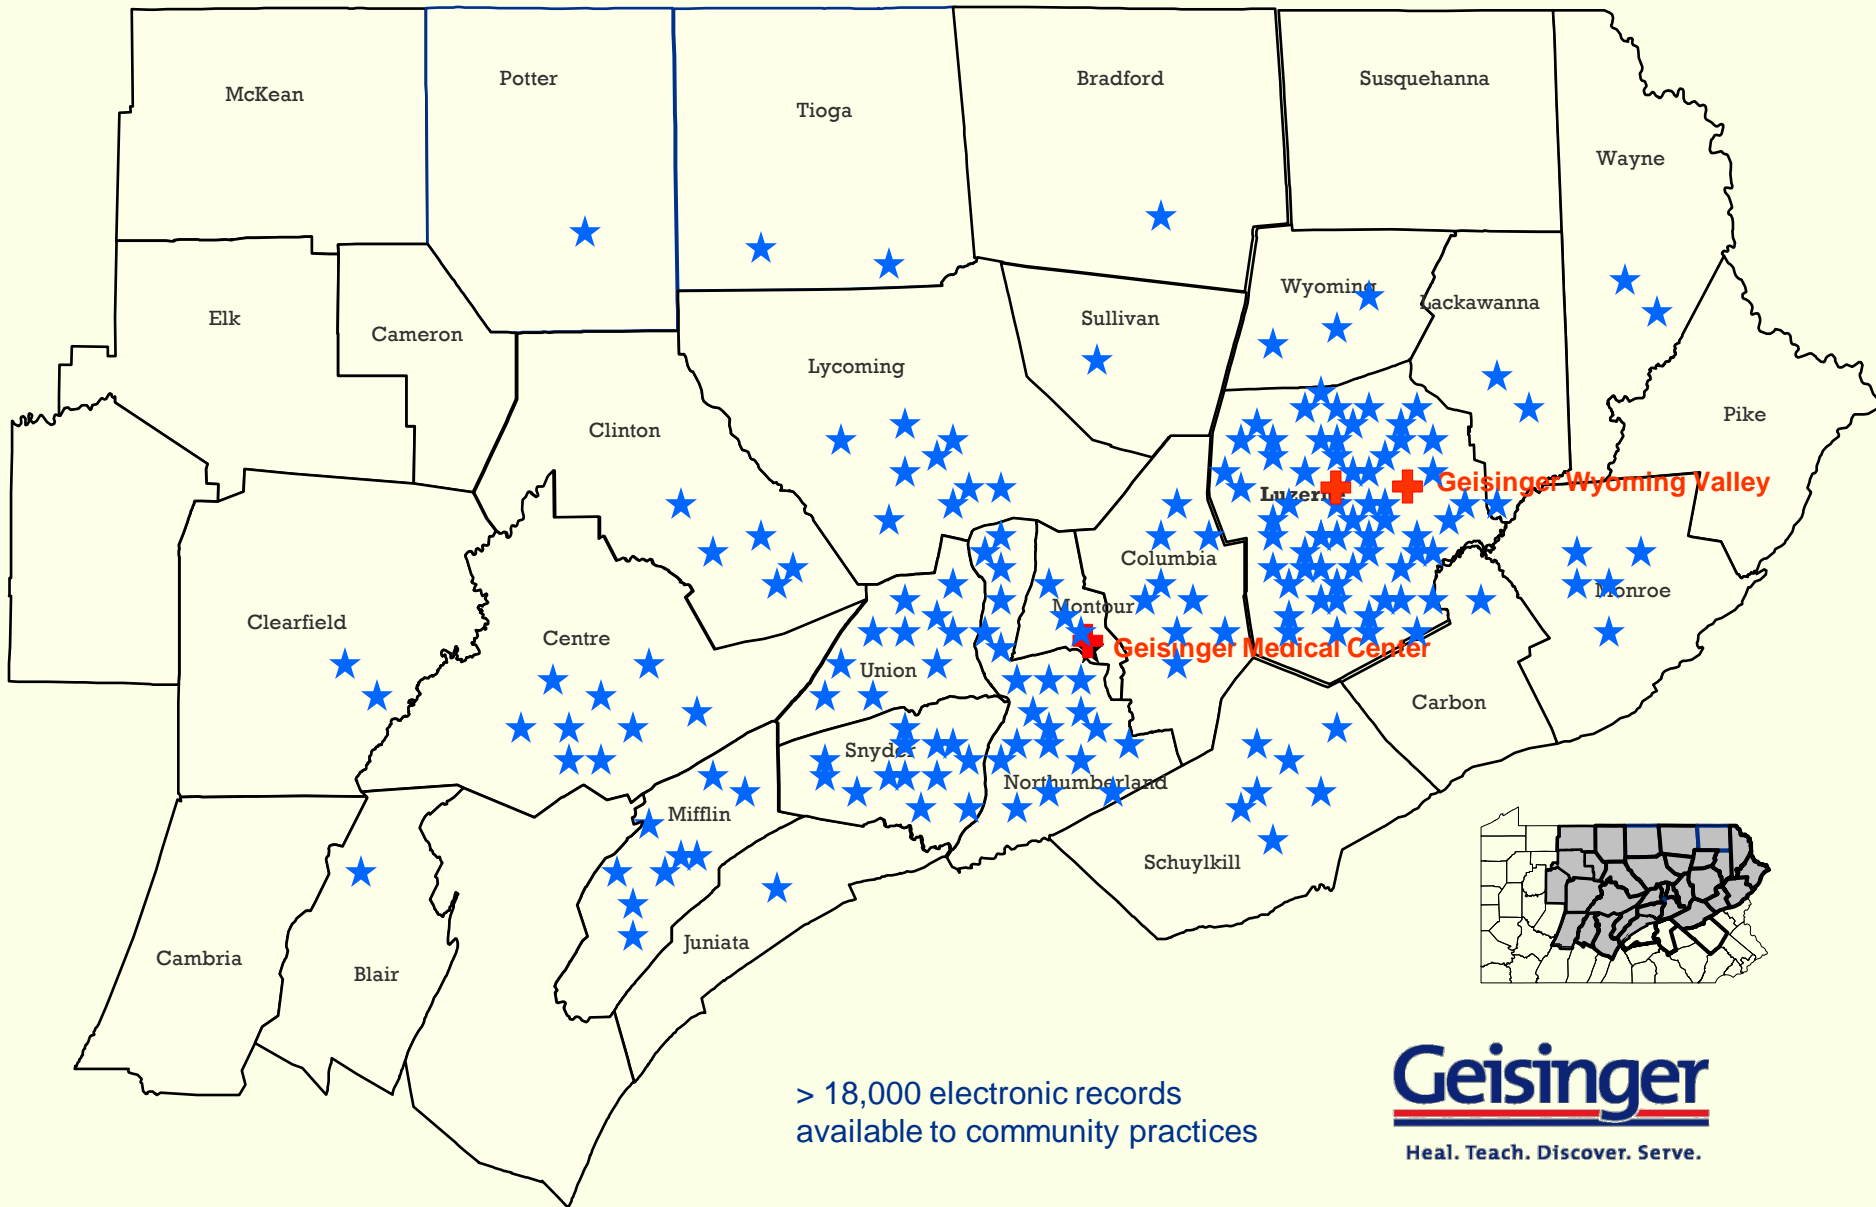 McKean
Potter
Tioga
Bradford
Susquehanna
Wayne
Elk
Cameron
Lycoming
Sullivan
Wyoming
Lackawanna
Clinton
Pike
Luzerne
Geisinger Wyoming Valley
Columbia
Clearfield
Centre
Montour
Monroe
Union
Geisinger Medical Center
Carbon
Snyder
Northumberland
Mifflin
Schuylkill
Juniata
Cambria
Blair
> 18,000 electronic records
available to community practices
Geisinger
Heal. Teach. Discover. Serve.